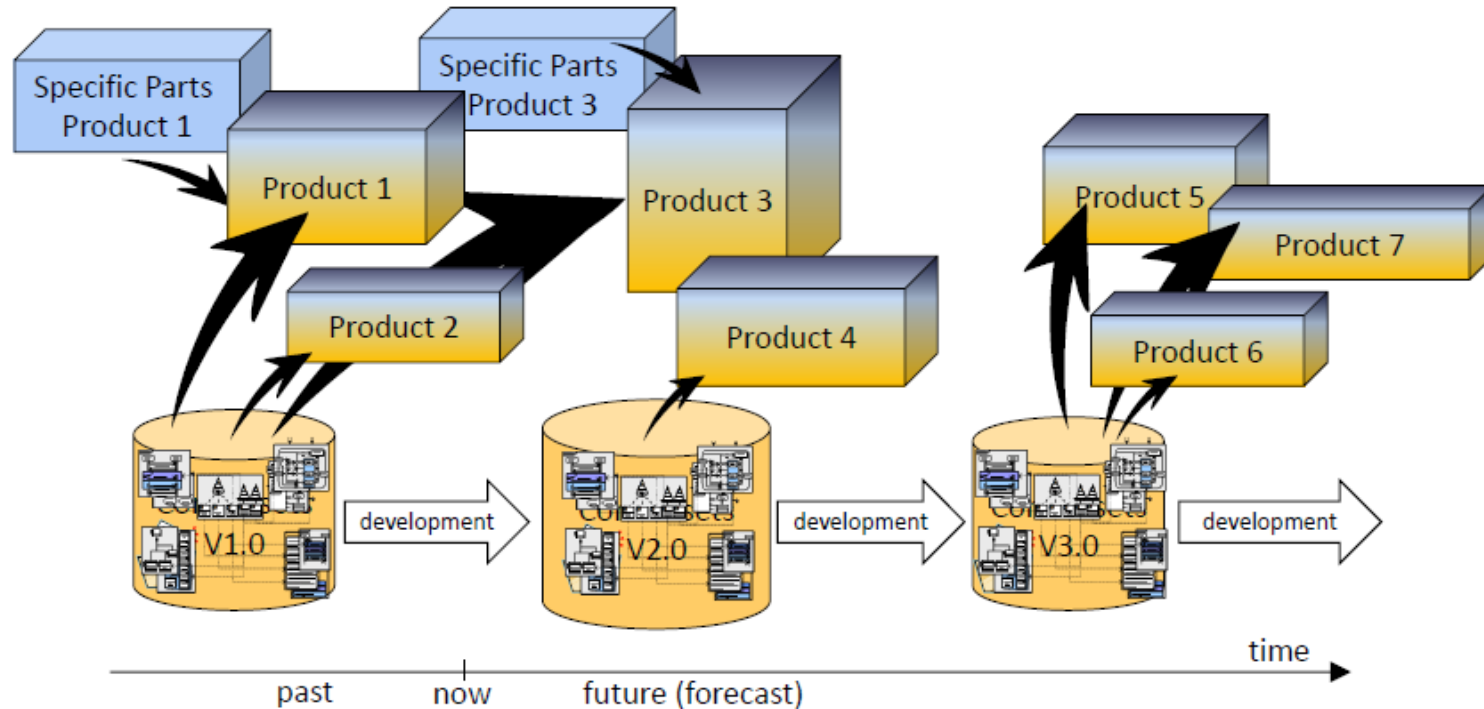 Specific Parts
Product 1
Specific Parts
Product 3
Product 1
Product 2
Product 3
Product 4
Product 5
Product 7
Product 6
V1.0
development
V2.0
development
V3.0
development
time
past
now
future (forecast)